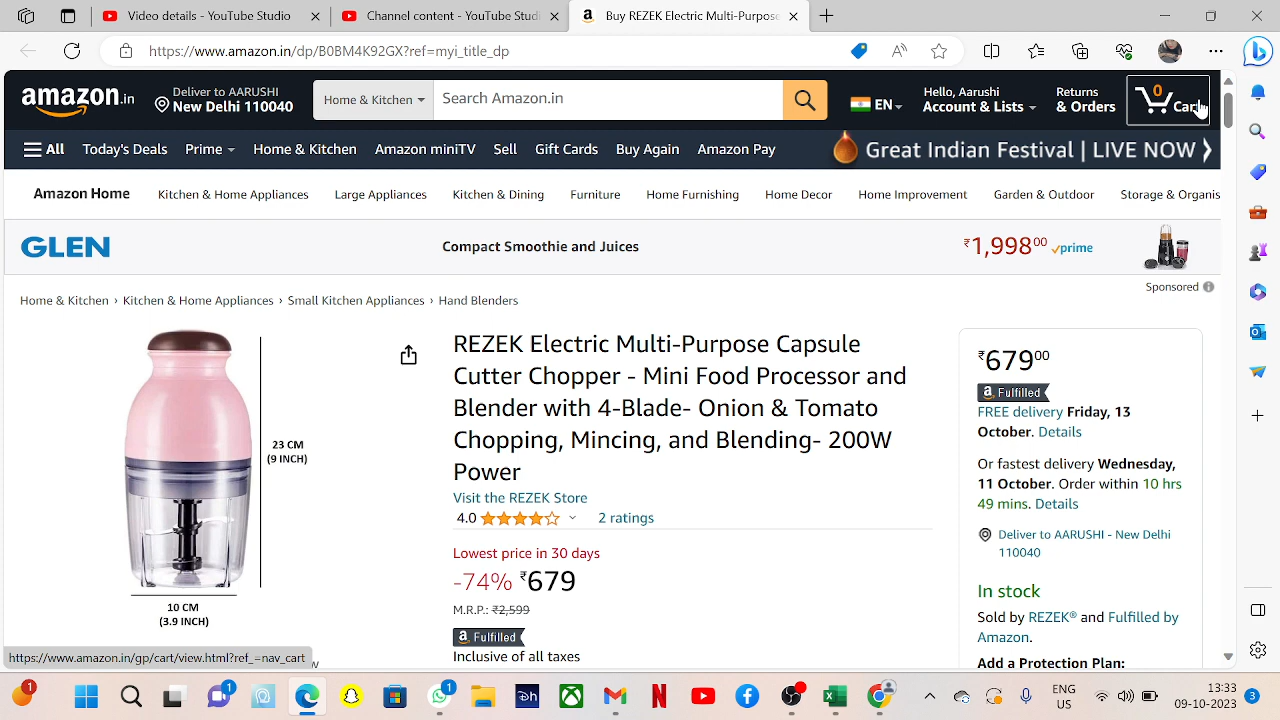 Video content - YouTube Studi
Video content - YouTube Studi
Buy REZEK Electric Multi-Purpose
https://www.amazon.in/dp/B0BM4K92GX?ref=myi_title_dp
amazon.in
Deliver to AARUSHI
New Delhi 110040
Home & Kitchen
Search Amazon.in
EN
Hello, Aarushi
Account & Lists
Returns
& Orders
0
Cart
All Today's Deals Prime Home & Kitchen Amazon miniTV Sell Gift Cards Buy Again Amazon Pay
Great Indian Festival | LIVE NOW
Amazon Home Kitchen & Home Appliances Large Appliances Kitchen & Dining Furniture Home Furnishing Home Decor Home Improvement Garden & Outdoor Storage & Organis
GLEN
Compact Smoothie and Juices
₹1,998⁰⁰ prime
Sponsored
Home & Kitchen › Kitchen & Home Appliances › Small Kitchen Appliances › Hand Blenders
23 CM
(9 INCH)
10 CM
(3.9 INCH)
REZEK Electric Multi-Purpose Capsule
Cutter Chopper - Mini Food Processor and
Blender with 4-Blade- Onion & Tomato
Chopping, Mincing, and Blending- 200W
Power
Visit the REZEK Store
4.0 2 ratings
Lowest price in 30 days
-74% ₹679
M.R.P.: ₹2,599
a Fulfilled
Inclusive of all taxes
₹679⁰⁰
a Fulfilled
FREE delivery Friday, 13
October. Details
Or fastest delivery Wednesday,
11 October. Order within 10 hrs
49 mins. Details
Deliver to AARUSHI - New Delhi
110040
In stock
Sold by REZEK® and Fulfilled by
Amazon.
Add a Protection Plan:
https://www.amazon.in/gp/cart/view.html?ref_=nav_cart
1
1
1
ENG
US
13:33
09-10-2023
3